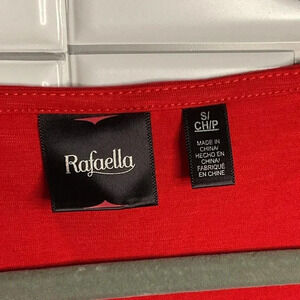 Rafaella
S/
CH/P
MADE IN
CHINA/
HECHO EN
CHINA/
FABRIQUÉ
EN CHINE